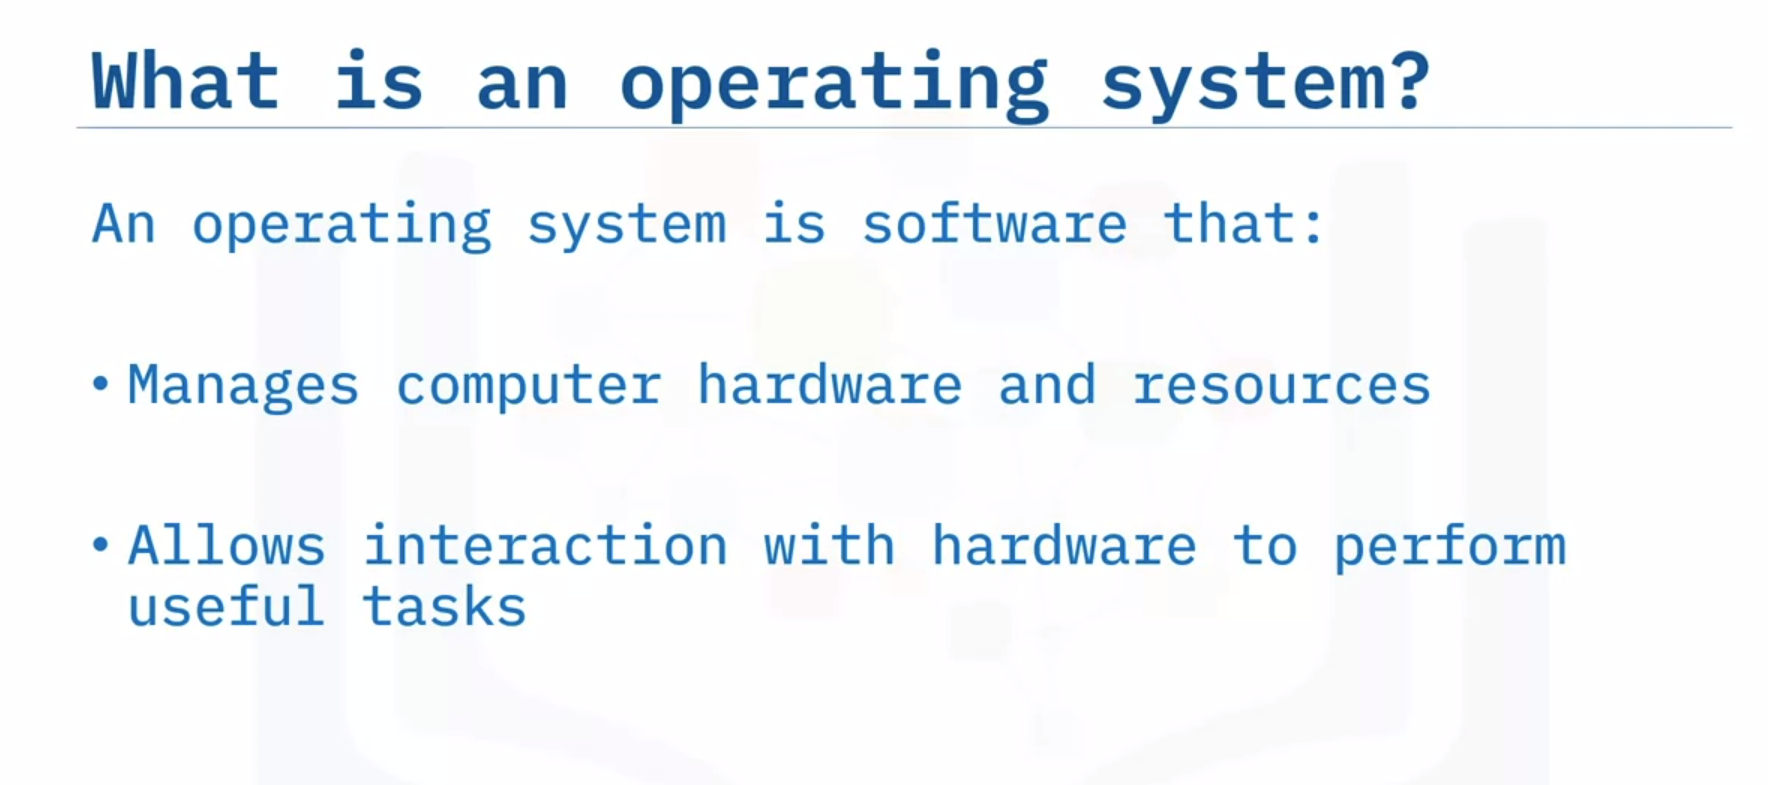 What is an operating system?
An operating system is software that:
• Manages computer hardware and resources
• Allows interaction with hardware to perform
useful tasks